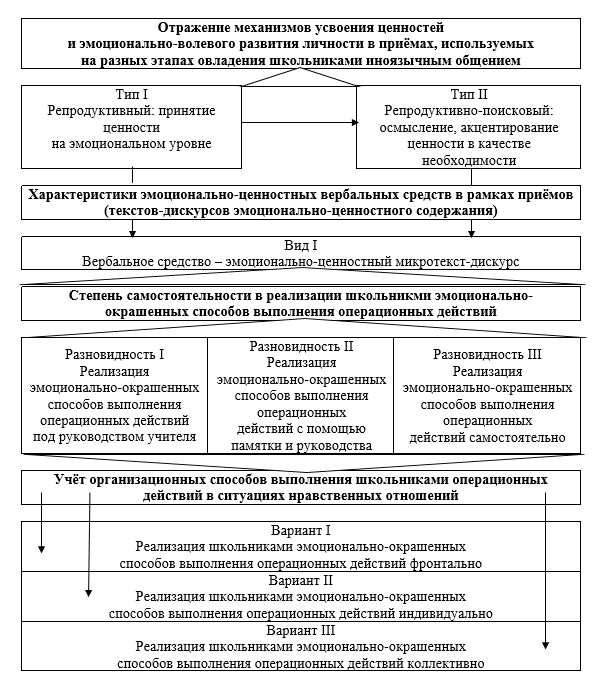 Отражение механизмов усвоения ценностей
и эмоционально-волевого развития личности в приёмах, используемых
на разных этапах овладения школьниками иноязычным общением
Тип I
Репродуктивный: принятие
ценности
на эмоциональном уровне
Тип II
Репродуктивно-поисковый:
осмысление, акцентирование
ценности в качестве
необходимости
Характеристики эмоционально-ценностных вербальных средств в рамках приёмов
(текстов-дискурсов эмоционально-ценностного содержания)
Вид I
Вербальное средство – эмоционально-ценностный микротекст-дискурс
Степень самостоятельности в реализации школьникми эмоционально-
окрашенных способов выполнения операционных действий
Разновидность I
Реализация
эмоционально-окрашенных
способов выполнения
операционных действий
под руководством учителя
Разновидность II
Реализация
эмоционально-окрашенных
способов выполнения
операционных
действий с помощью
памятки и руководства
Разновидность III
Реализация
эмоционально-окрашенных
способов выполнения
операционных
действий самостоятельно
Учёт организационных способов выполнения школьниками операционных
действий в ситуациях нравственных отношений
Вариант I
Реализация школьниками эмоционально-окрашенных
способов выполнения операционных действий фронтально
Вариант II
Реализация школьниками эмоционально-окрашенных
способов выполнения операционных действий индивидуально
Вариант III
Реализация школьниками эмоционально-окрашенных
способов выполнения операционных действий коллективно